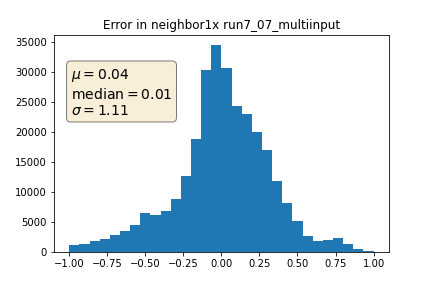 Error in neighbor1x run7_07_multiinput
35000
30000
25000
20000
15000
10000
5000
0
μ = 0.04
median = 0.01
σ = 1.11
−1.00 −0.75 −0.50 −0.25 0.00 0.25 0.50 0.75 1.00